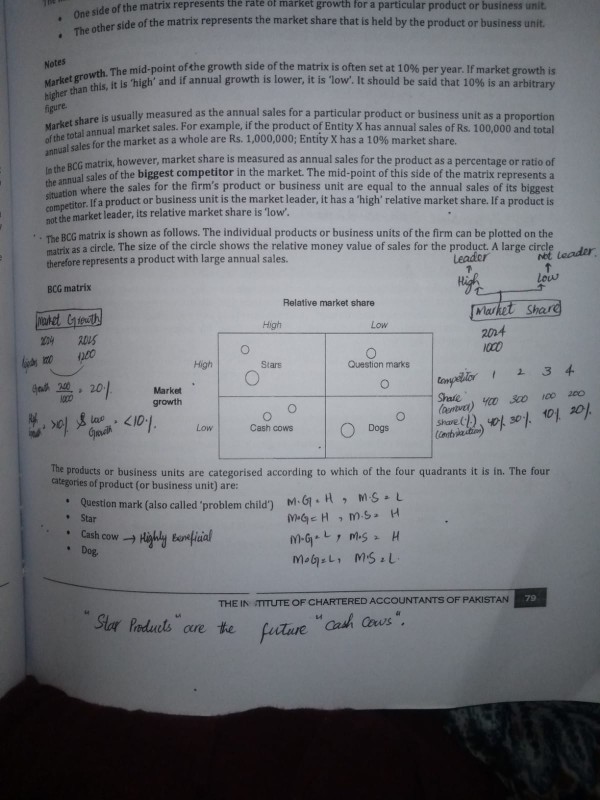 One side of the matrix represents the rate of market growth for a particular product or business unit.
• The other side of the matrix represents the market share that is held by the product or business unit.
Notes
Market growth. The mid-point of the growth side of the matrix is often set at 10% per year. If market growth is
higher than this, it is 'high' and if annual growth is lower, it is 'low'. It should be said that 10% is an arbitrary
figure.
Market share is usually measured as the annual sales for a particular product or business unit as a proportion
of the total annual market sales. For example, if the product of Entity X has annual sales of Rs. 100,000 and total
annual sales for the market as a whole are Rs. 1,000,000; Entity X has a 10% market share.
In the BCG matrix, however, market share is measured as annual sales for the product as a percentage or ratio of
the annual sales of the biggest competitor in the market. The mid-point of this side of the matrix represents a
situation where the sales for the firm's product or business unit are equal to the annual sales of its biggest
competitor. If a product or business unit is the market leader, it has a 'high' relative market share. If a product is
not the market leader, its relative market share is 'low'.
The BCG matrix is shown as follows. The individual products or business units of the firm can be plotted on the
matrix as a circle. The size of the circle shows the relative money value of sales for the product. A large circle
therefore represents a product with large annual sales.
Leader Not Leader.
High Low
BCG matrix
Market Share
Relative market share
Market Growth
2024
1000
High Low
2024 2025
1000 1200
Growth 200/1000 = 20%
>10% & Low Growth = <10%.
Market
growth
High
Stars Question marks
Low
Cash cows Dogs
Competitor 1 2 3 4
Share (Demand) 400 300 100 200
Share (%) (Contribution) 40% 30% 10% 20%
The products or business units are categorised according to which of the four quadrants it is in. The four
categories of product (or business unit) are:
• Question mark (also called 'problem child') M.G = H , M.S = L
• Star M.G = H , M.S = H
• Cash cow → Highly Beneficial M.G = L , M.S = H
• Dog. M.G = L, M.S = L
THE INSTITUTE OF CHARTERED ACCOUNTANTS OF PAKISTAN 79
"Star Products" are the future "cash cows".